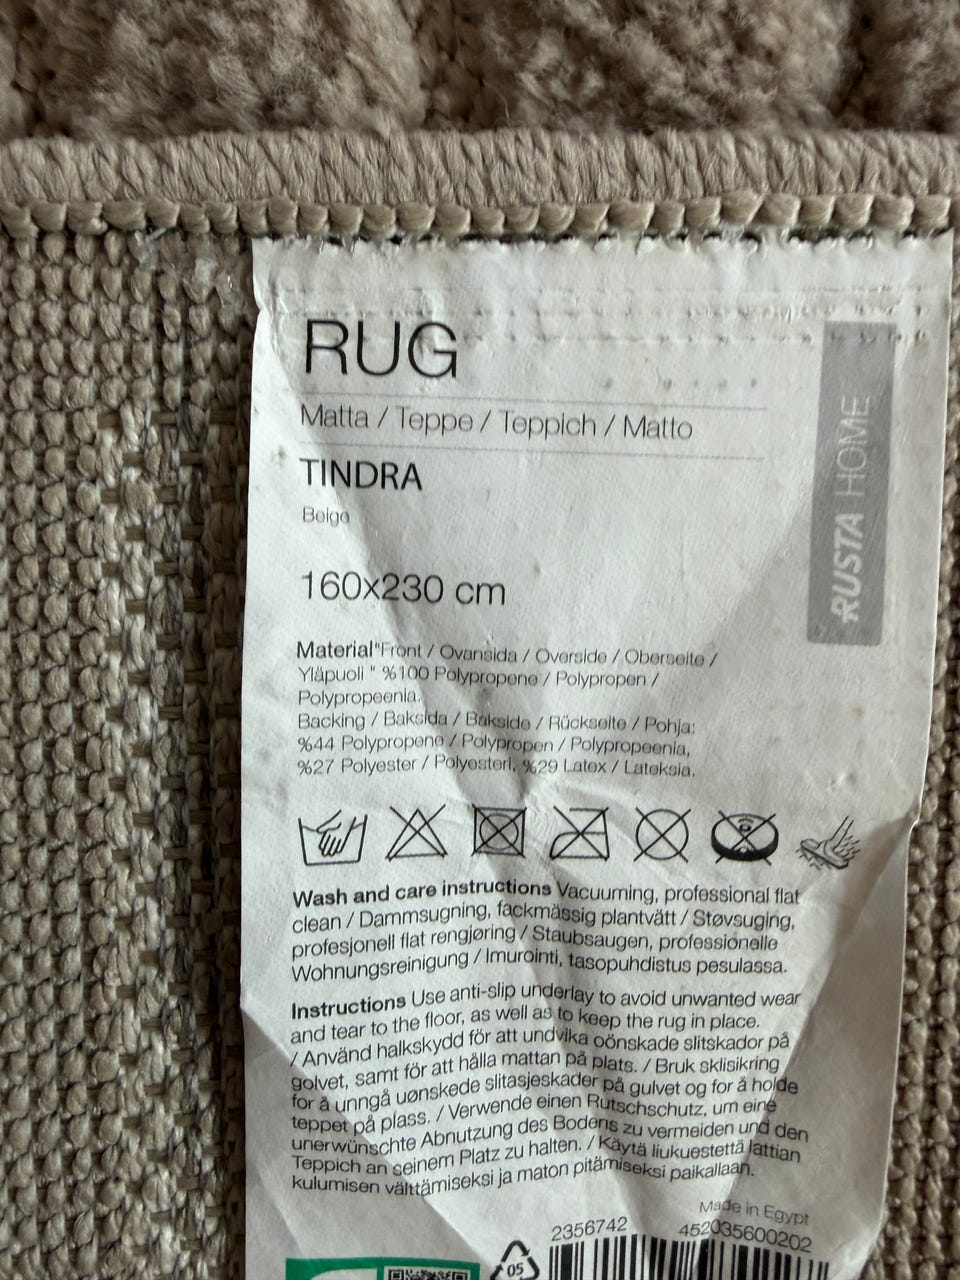 RUG
Matta / Teppe / Teppich / Matto
TINDRA
Beige
160x230 cm
RUSTA HOME
Material"Front / Ovansida / Overside / Oberseite /
Yläpuoli " %100 Polypropene / Polypropen /
Polypropeenia.
Backing / Baksida / Bakside / Rückseite / Pohja:
%44 Polypropene / Polypropen / Polypropeenia,
%27 Polyester / Polyesteri, %29 Latex / Lateksia.
Wash and care instructions Vacuuming, professional flat
clean / Dammsugning, fackmässig plantvätt / Støvsuging,
profesjonell flat rengjøring / Staubsaugen, professionelle
Wohnungsreinigung / Imurointi, tasopuhdistus pesulassa.
Instructions Use anti-slip underlay to avoid unwanted wear
and tear to the floor, as well as to keep the rug in place.
/ Använd halkskydd för att undvika oönskade slitskador på
golvet, samt för att hålla mattan på plats. / Bruk sklisikring
for å unngå uønskede slitasjeskader på gulvet og for å holde
teppet på plass. / Verwende einen Rutschschutz, um eine
unerwünschte Abnutzung des Bodens zu vermeiden und den
Teppich an seinem Platz zu halten. / Käytä liukuestettä lattian
kulumisen välttämiseksi ja maton pitämiseksi paikallaan.
Made in Egypt
2356742 452035600202
05